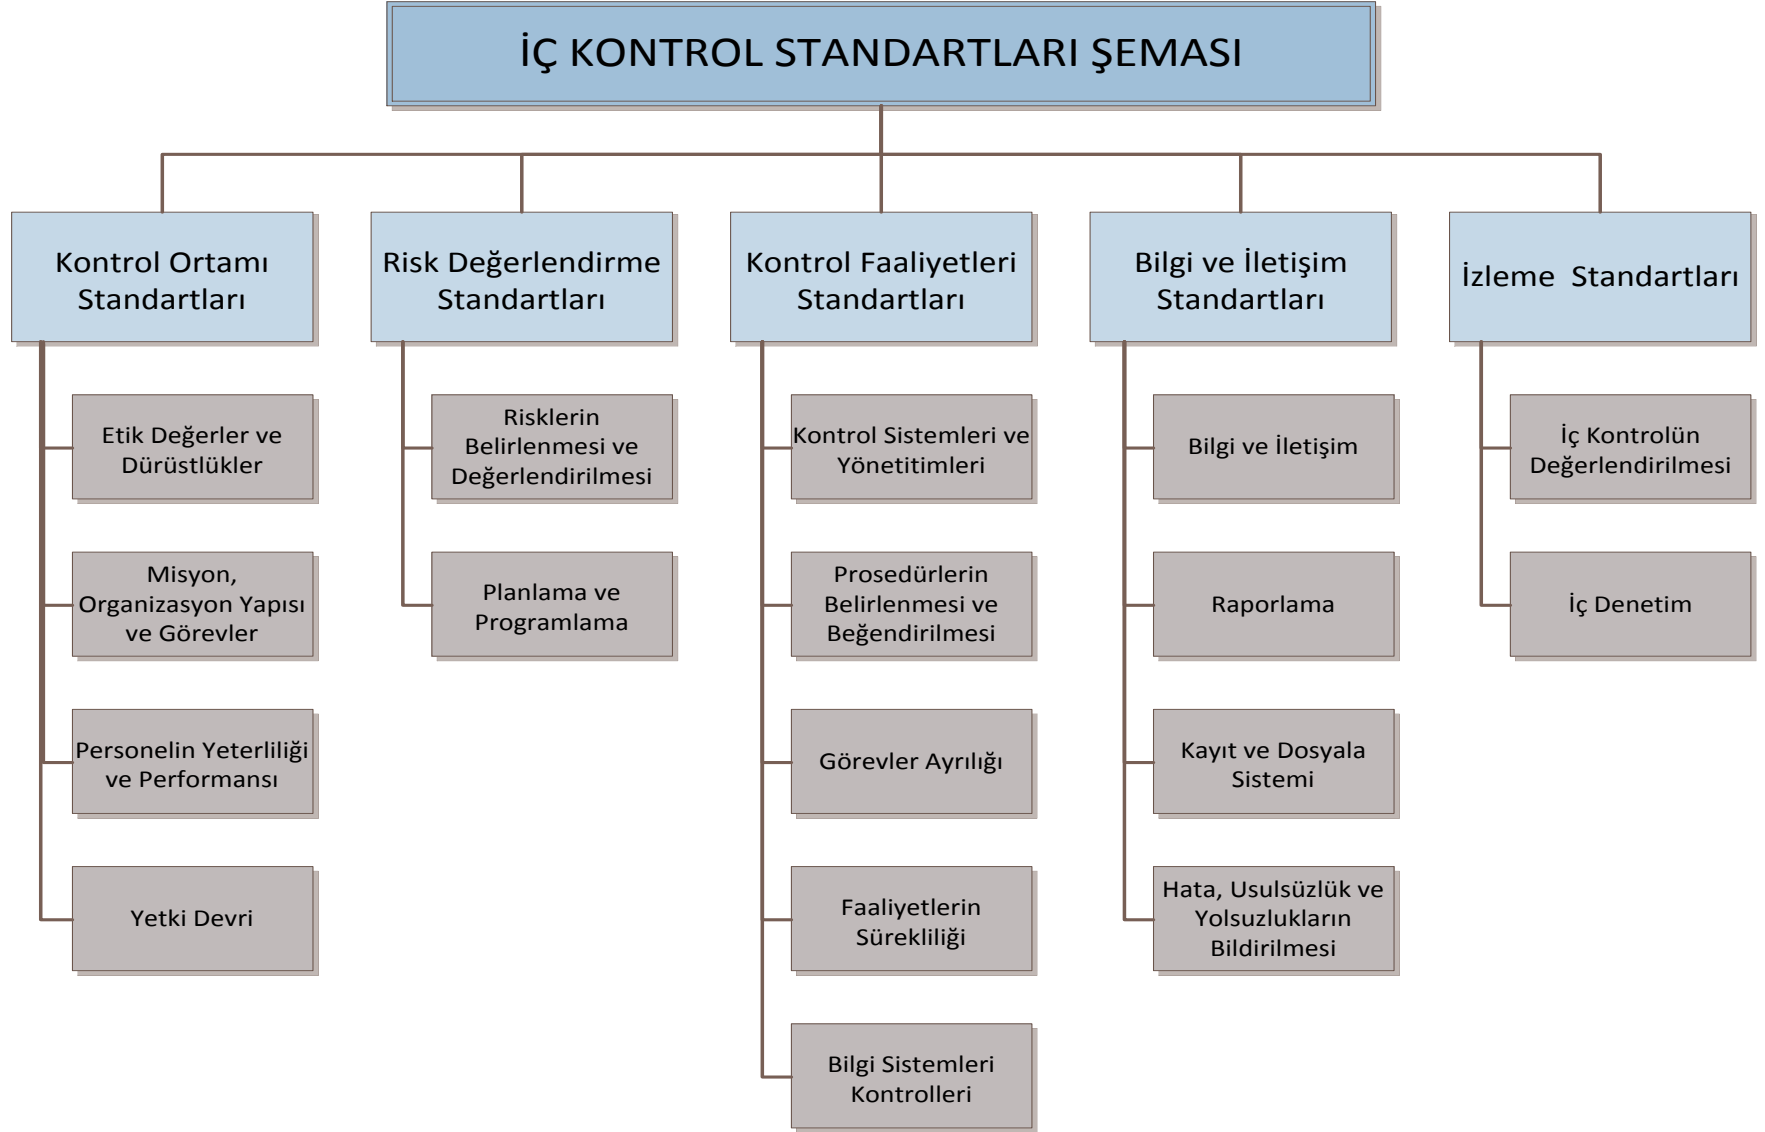 İÇ KONTROL STANDARTLARI ŞEMASI
Kontrol Ortamı
Standartları
Risk Değerlendirme
Standartları
Kontrol Faaliyetleri
Standartları
Bilgi ve İletişim
Standartları
İzleme Standartları
Etik Değerler ve
Dürüstlükler
Misyon,
Organizasyon Yapısı
ve Görevler
Personelin Yeterliliği
ve Performansı
Yetki Devri
Risklerin
Belirlenmesi ve
Değerlendirilmesi
Planlama ve
Programlama
Kontrol Sistemleri ve
Yönetitimleri
Prosedürlerin
Belirlenmesi ve
Beğendirilmesi
Görevler Ayrılığı
Faaliyetlerin
Sürekliliği
Bilgi Sistemleri
Kontrolleri
Bilgi ve İletişim
Raporlama
Kayıt ve Dosyala
Sistemi
Hata, Usulsüzlük ve
Yolsuzlukların
Bildirilmesi
İç Kontrolün
Değerlendirilmesi
İç Denetim